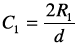 C₁ = 2R₁ / d